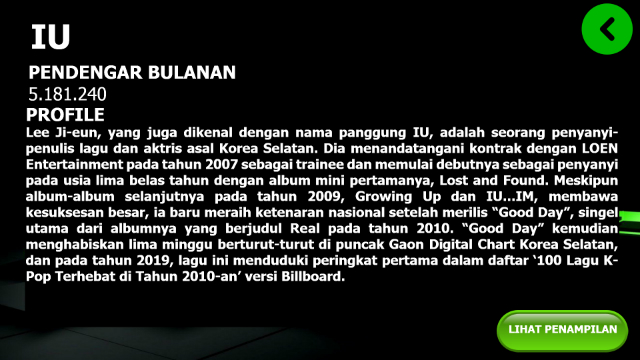 IU
PENDENGAR BULANAN
5.181.240
PROFILE
Lee Ji-eun, yang juga dikenal dengan nama panggung IU, adalah seorang penyanyi-
penulis lagu dan aktris asal Korea Selatan. Dia menandatangani kontrak dengan LOEN
Entertainment pada tahun 2007 sebagai trainee dan memulai debutnya sebagai penyanyi
pada usia lima belas tahun dengan album mini pertamanya, Lost and Found. Meskipun
album-album selanjutnya pada tahun 2009, Growing Up dan IU...IM, membawa
kesuksesan besar, ia baru meraih ketenaran nasional setelah merilis “Good Day”, singel
utama dari albumnya yang berjudul Real pada tahun 2010. “Good Day” kemudian
menghabiskan lima minggu berturut-turut di puncak Gaon Digital Chart Korea Selatan,
dan pada tahun 2019, lagu ini menduduki peringkat pertama dalam daftar ‘100 Lagu K-
Pop Terhebat di Tahun 2010-an’ versi Billboard.
LIHAT PENAMPILAN